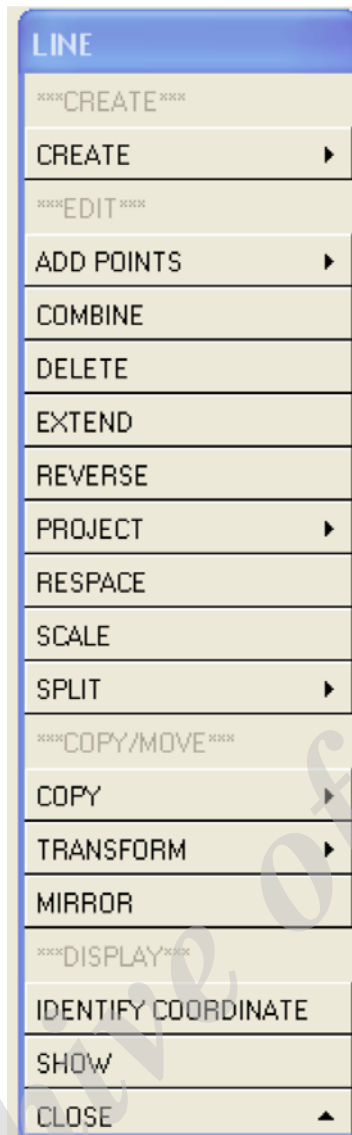 LINE
***CREATE***
CREATE
***EDIT***
ADD POINTS
COMBINE
DELETE
EXTEND
REVERSE
PROJECT
RESPACE
SCALE
SPLIT
***COPY/MOVE***
COPY
TRANSFORM
MIRROR
***DISPLAY***
IDENTIFY COORDINATE
SHOW
CLOSE